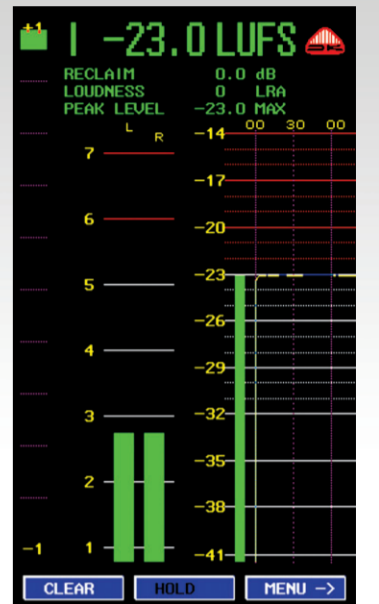 +1 I -23.0 LUFS DK
RECLAIM 0.0 dB
LOUDNESS 0 LRA
PEAK LEVEL -23.0 MAX
L R
00 30 00
-14
7
-17
6
-20
5
-23
-26
4
-29
3
-32
2
-35
-38
-1
1
-41
CLEAR HOLD MENU ->